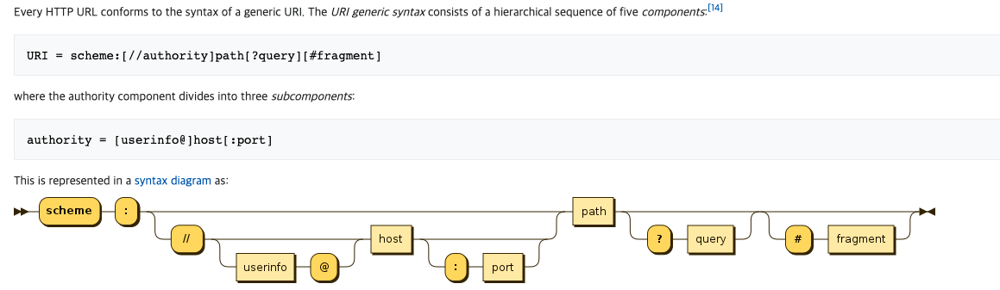 Every HTTP URL conforms to the syntax of a generic URI. The URI generic syntax consists of a hierarchical sequence of five components:[14]
URI = scheme:[//authority]path[?query][#fragment]
where the authority component divides into three subcomponents:
authority = [userinfo@]host[:port]
This is represented in a syntax diagram as:
scheme : path
// host ? query # fragment
userinfo @ : port